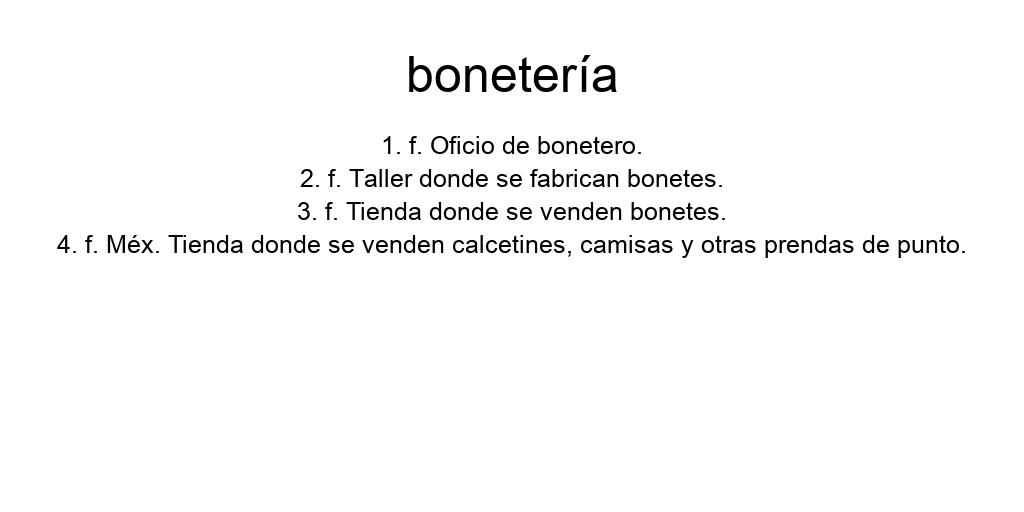 bonetería
1. f. Oficio de bonetero.
2. f. Taller donde se fabrican bonetes.
3. f. Tienda donde se venden bonetes.
4. f. Méx. Tienda donde se venden calcetines, camisas y otras prendas de punto.